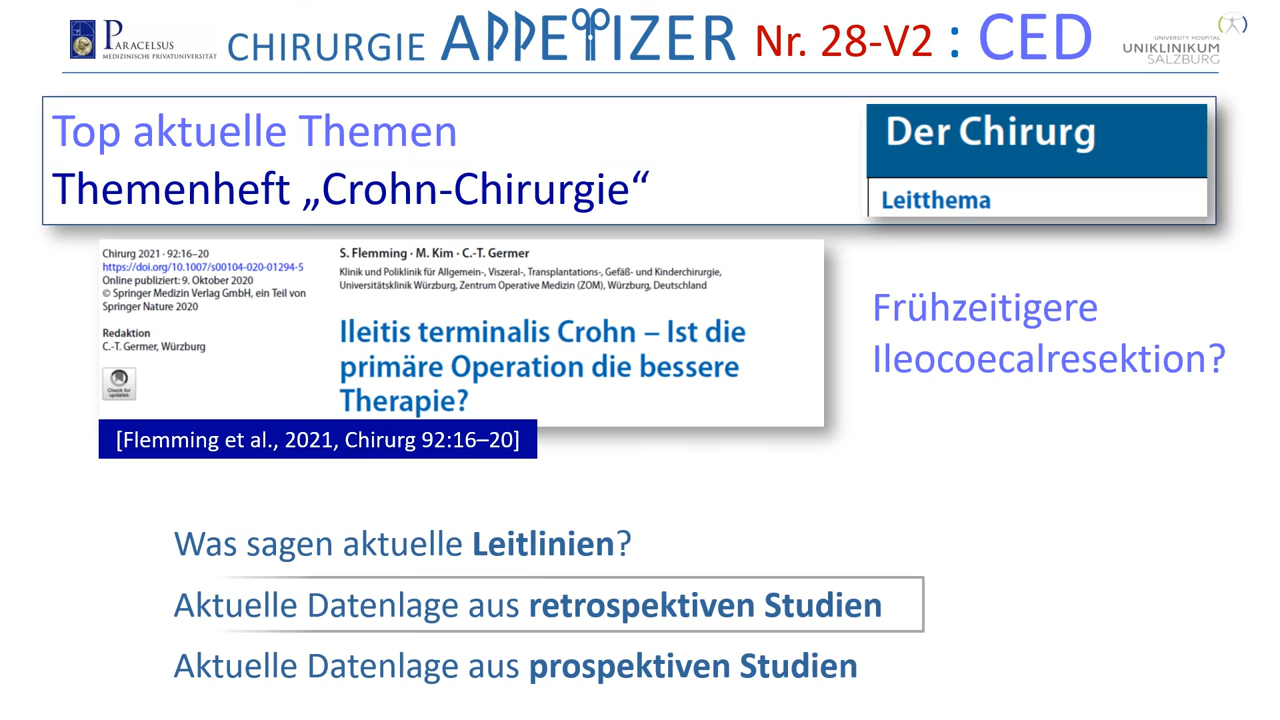 PARACELSUS
MEDIZINISCHE PRIVATUNIVERSITÄT
CHIRURGIE APPETIZER Nr. 28-V2 : CED
UNIVERSITY HOSPITAL
UNIKLINIKUM
SALZBURG
Top aktuelle Themen
Themenheft „Crohn-Chirurgie“
Der Chirurg
Leitthema
Chirurg 2021 · 92:16–20
https://doi.org/10.1007/s00104-020-01294-5
Online publiziert: 9. Oktober 2020
© Springer Medizin Verlag GmbH, ein Teil von
Springer Nature 2020
Redaktion
C.-T. Germer, Würzburg
Check for
updates
S. Flemming · M. Kim · C.-T. Germer
Klinik und Poliklinik für Allgemein-, Viszeral-, Transplantations-, Gefäß- und Kinderchirurgie,
Universitätsklinik Würzburg, Zentrum Operative Medizin (ZOM), Würzburg, Deutschland
Ileitis terminalis Crohn – Ist die
primäre Operation die bessere
Therapie?
[Flemming et al., 2021, Chirurg 92:16–20]
Frühzeitigere
Ileocoecalresektion?
Was sagen aktuelle Leitlinien?
Aktuelle Datenlage aus retrospektiven Studien
Aktuelle Datenlage aus prospektiven Studien